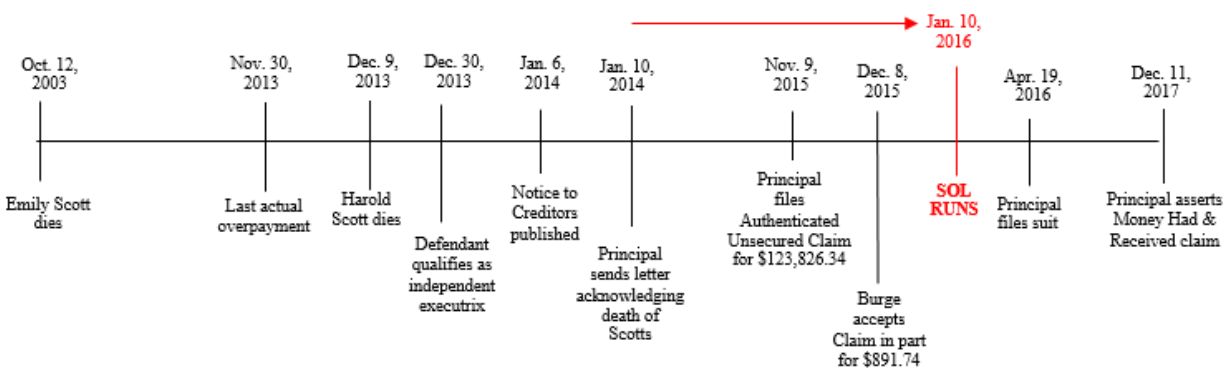 Oct. 12,
2003
Nov. 30,
2013
Dec. 9,
2013
Dec. 30,
2013
Jan. 6,
2014
Jan. 10,
2014
Nov. 9,
2015
Dec. 8,
2015
Jan. 10,
2016
Apr. 19,
2016
Dec. 11,
2017
Emily Scott
dies
Last actual
overpayment
Harold
Scott dies
Defendant
qualifies as
independent
executrix
Notice to
Creditors
published
Principal
sends letter
acknowledging
death of
Scotts
Principal
files
Authenticated
Unsecured Claim
for $123,826.34
Burge
accepts
Claim in part
for $891.74
SOL
RUNS
Principal
files suit
Principal asserts
Money Had &
Received claim